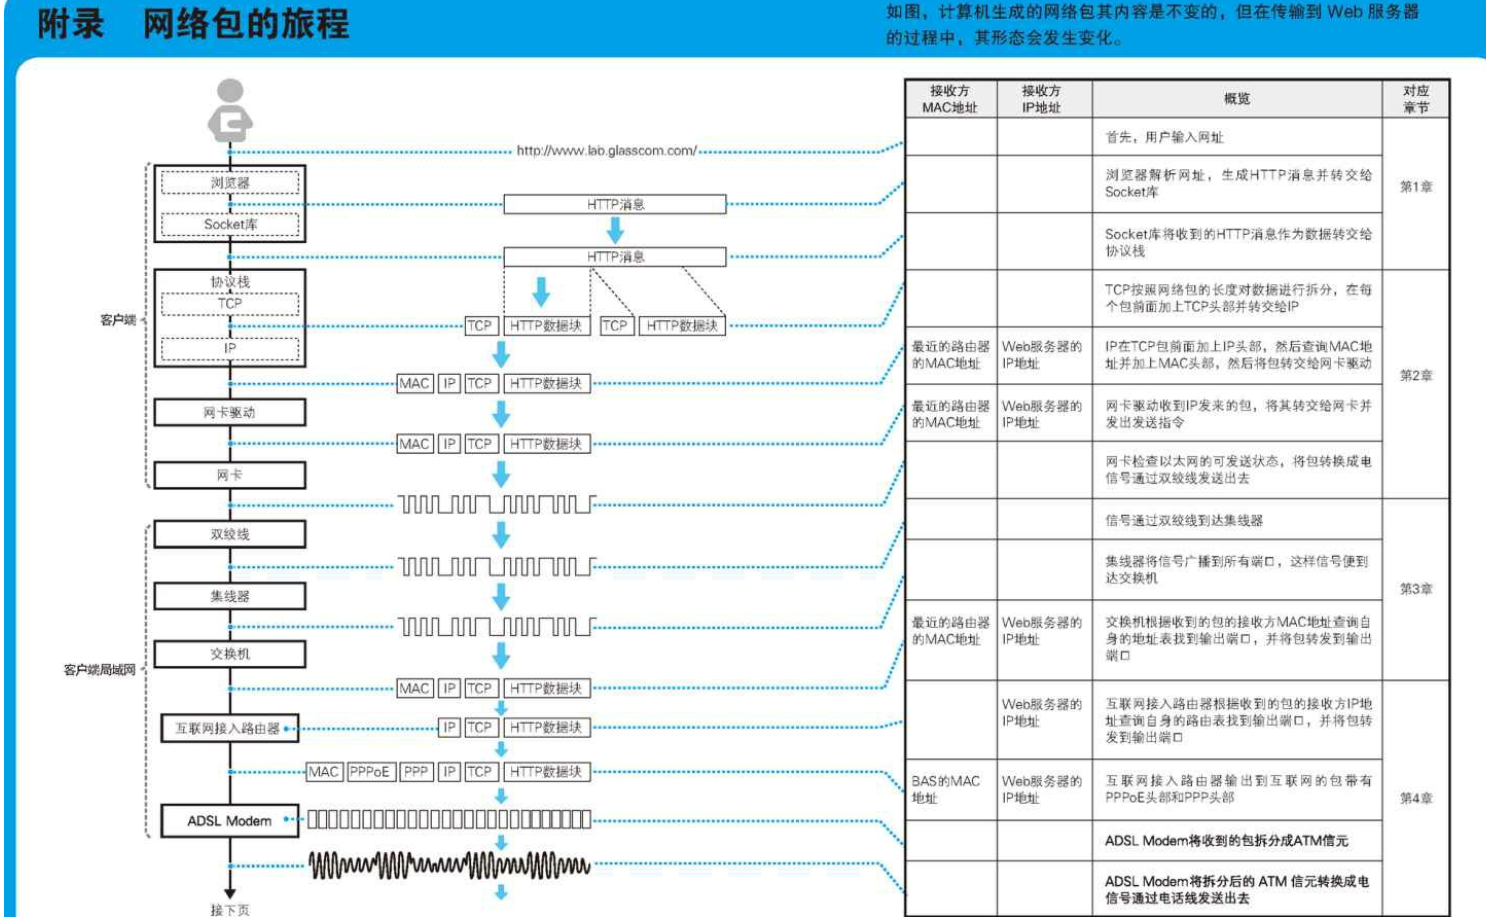 附录 网络包的旅程
如图，计算机生成的网络包其内容是不变的，但在传输到 Web 服务器
的过程中，其形态会发生变化。
接收方
MAC地址
接收方
IP地址
概览
对应
章节
http://www.lab.glasscom.com/
首先，用户输入网址
客户端
浏览器
HTTP消息
浏览器解析网址，生成HTTP消息并转交给
Socket库
第1章
Socket库
HTTP消息
Socket库将收到的HTTP消息作为数据转交给
协议栈
协议栈
TCP
TCP HTTP数据块 TCP HTTP数据块
TCP按照网络包的长度对数据进行拆分，在每
个包前面加上TCP头部并转交给IP
IP
MAC IP TCP HTTP数据块
最近的路由器
的MAC地址
Web服务器的
IP地址
IP在TCP包前面加上IP头部，然后查询MAC地
址并加上MAC头部，然后将包转交给网卡驱动
第2章
网卡驱动
MAC IP TCP HTTP数据块
最近的路由器
的MAC地址
Web服务器的
IP地址
网卡驱动收到IP发来的包，将其转交给网卡并
发出发送指令
网卡
网卡检查以太网的可发送状态，将包转换成电
信号通过双绞线发送出去
客户端局域网
双绞线
信号通过双绞线到达集线器
集线器
集线器将信号广播到所有端口，这样信号便到
达交换机
第3章
交换机
MAC IP TCP HTTP数据块
最近的路由器
的MAC地址
Web服务器的
IP地址
交换机根据收到的包的接收方MAC地址查询自
身的地址表找到输出端口，并将包转发到输出
端口
互联网接入路由器
IP TCP HTTP数据块
Web服务器的
IP地址
互联网接入路由器根据收到的包的接收方IP地
址查询自身的路由表找到输出端口，并将包转
发到输出端口
MAC PPPoE PPP IP TCP HTTP数据块
BAS的MAC
地址
Web服务器的
IP地址
互联网接入路由器输出到互联网的包带有
PPPoE头部和PPP头部
第4章
ADSL Modem
ADSL Modem将收到的包拆分成ATM信元
ADSL Modem将拆分后的 ATM 信元转换成电
信号通过电话线发送出去
接下页